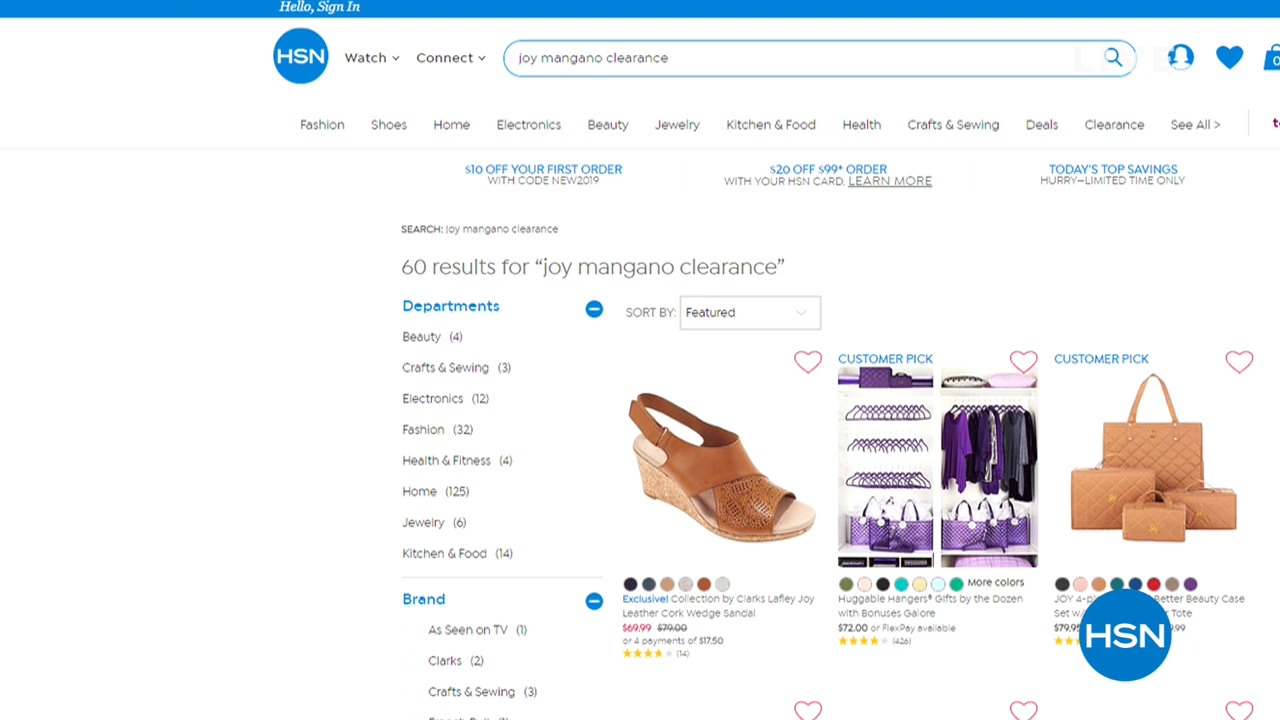 Hello, Sign In
HSN
Watch
Connect
joy mangano clearance
0
Fashion
Shoes
Home
Electronics
Beauty
Jewelry
Kitchen & Food
Health
Crafts & Sewing
Deals
Clearance
See All >
$10 OFF YOUR FIRST ORDER
WITH CODE NEW2019
$20 OFF $99* ORDER
WITH YOUR HSN CARD. LEARN MORE
TODAY'S TOP SAVINGS
HURRY—LIMITED TIME ONLY
SEARCH: joy mangano clearance
60 results for “joy mangano clearance”
Departments
Beauty (4)
Crafts & Sewing (3)
Electronics (12)
Fashion (32)
Health & Fitness (4)
Home (125)
Jewelry (6)
Kitchen & Food (14)
Brand
As Seen on TV (1)
Clarks (2)
Crafts & Sewing (3)
SORT BY: Featured
Exclusive! Collection by Clarks Lafley Joy
Leather Cork Wedge Sandal
$69.99 $79.00
or 4 payments of $17.50
(14)
CUSTOMER PICK
More colors
Huggable Hangers® Gifts by the Dozen
with Bonuses Galore
$72.00 or FlexPay available
(426)
CUSTOMER PICK
JOY Better Beauty Case
Set Tote
$79.95
HSN